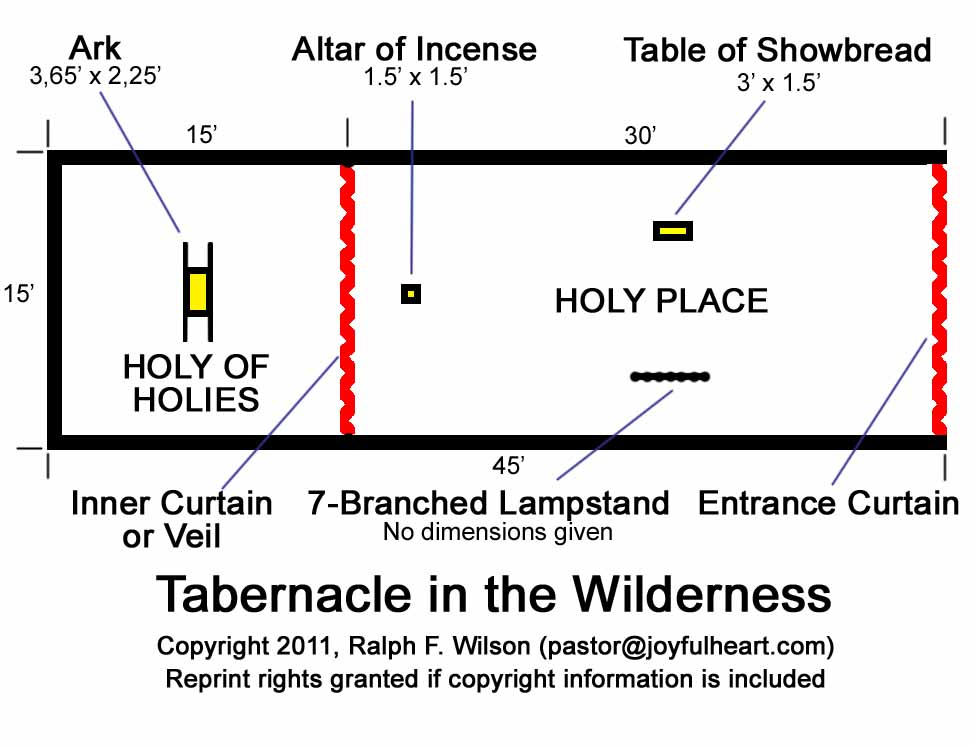 Ark
3,65’ x 2,25’
Altar of Incense
1.5’ x 1.5’
Table of Showbread
3’ x 1.5’
15’
30’
15’
HOLY PLACE
HOLY OF
HOLIES
45’
Inner Curtain
or Veil
7-Branched Lampstand
No dimensions given
Entrance Curtain
Tabernacle in the Wilderness
Copyright 2011, Ralph F. Wilson (pastor@joyfulheart.com)
Reprint rights granted if copyright information is included